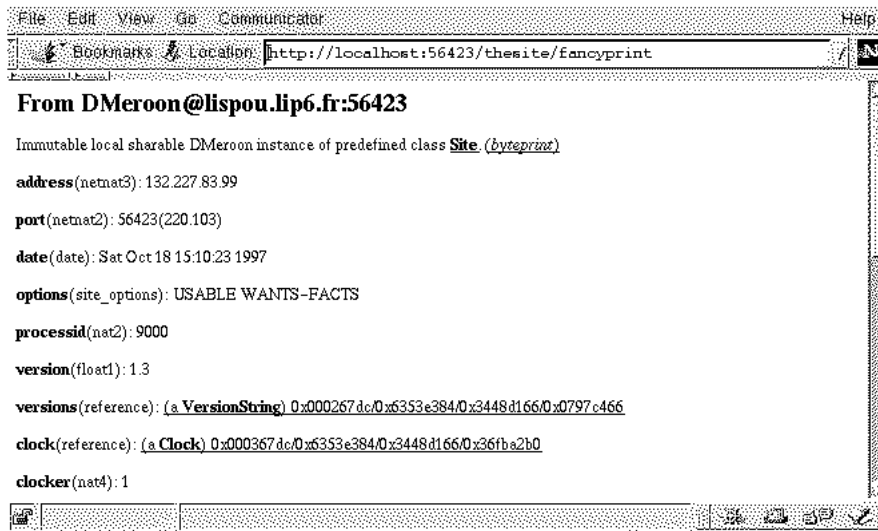 File Edit View Go Communicator Help
Bookmarks Location: http://localhost:56423/thesite/fancyprint
N
From DMeroon@lispou.lip6.fr:56423
Immutable local sharable DMeroon instance of predefined class Site. (byteprint)
address(netnat3): 132.227.83.99
port(netnat2): 56423(220.103)
date(date): Sat Oct 18 15:10:23 1997
options(site_options): USABLE WANTS-FACTS
processid(nat2): 9000
version(float1): 1.3
versions(reference): (a VersionString) 0x000267dc/0x6353e384/0x3448d166/0x0797c466
clock(reference): (a Clock) 0x000367dc/0x6353e384/0x3448d166/0x36fba2b0
clocker(nat4): 1